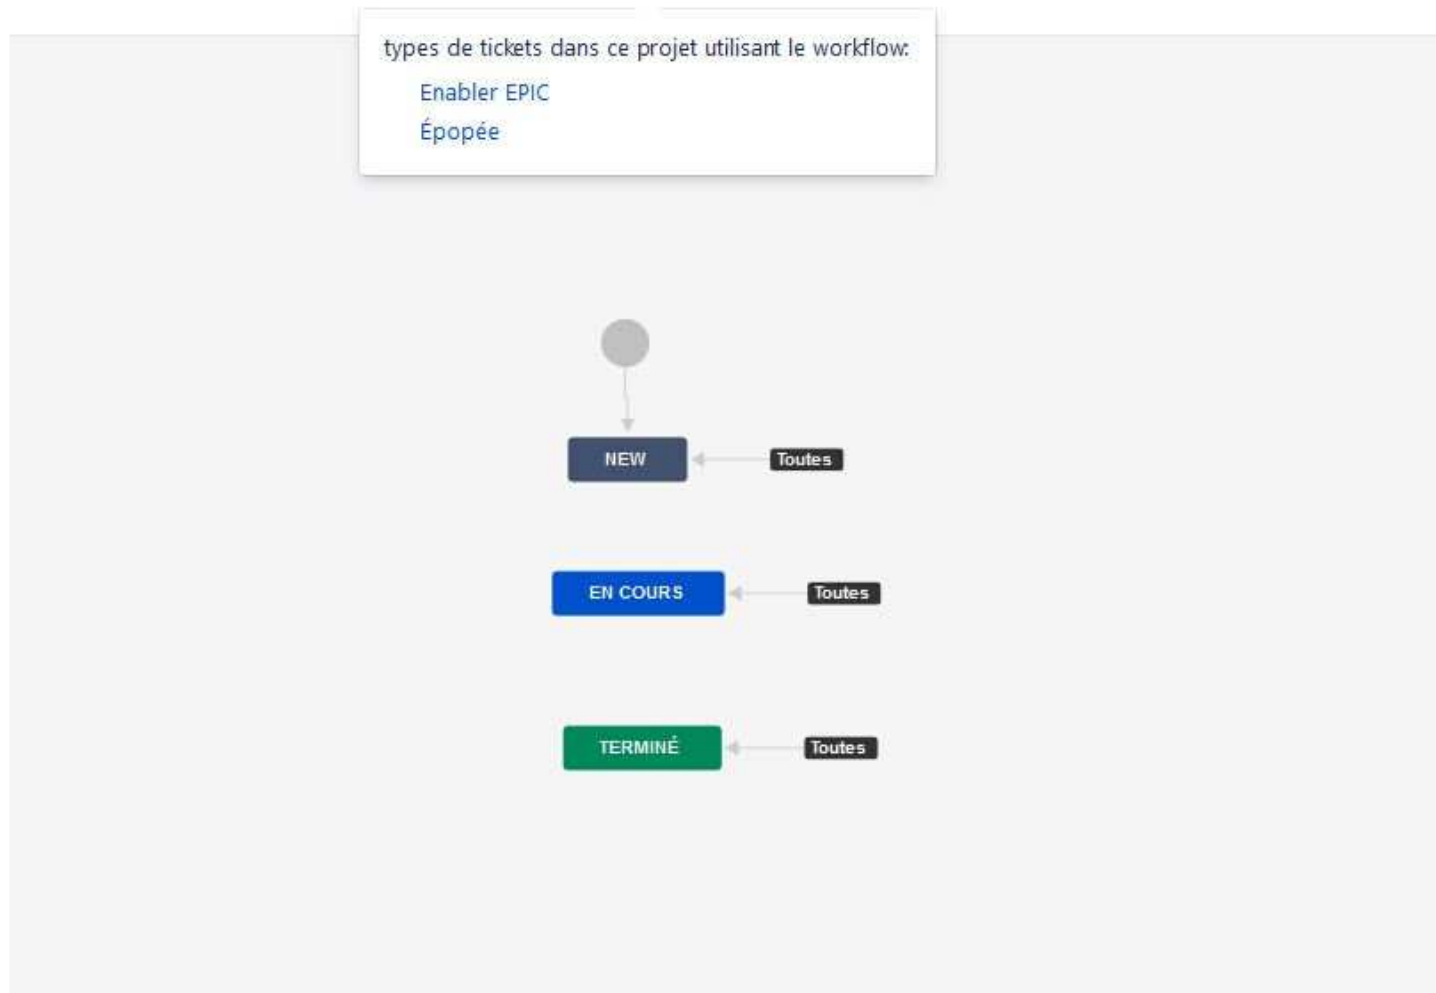 types de tickets dans ce projet utilisant le workflow:
Enabler EPIC
Épopée
NEW
Toutes
EN COURS
Toutes
TERMINÉ
Toutes